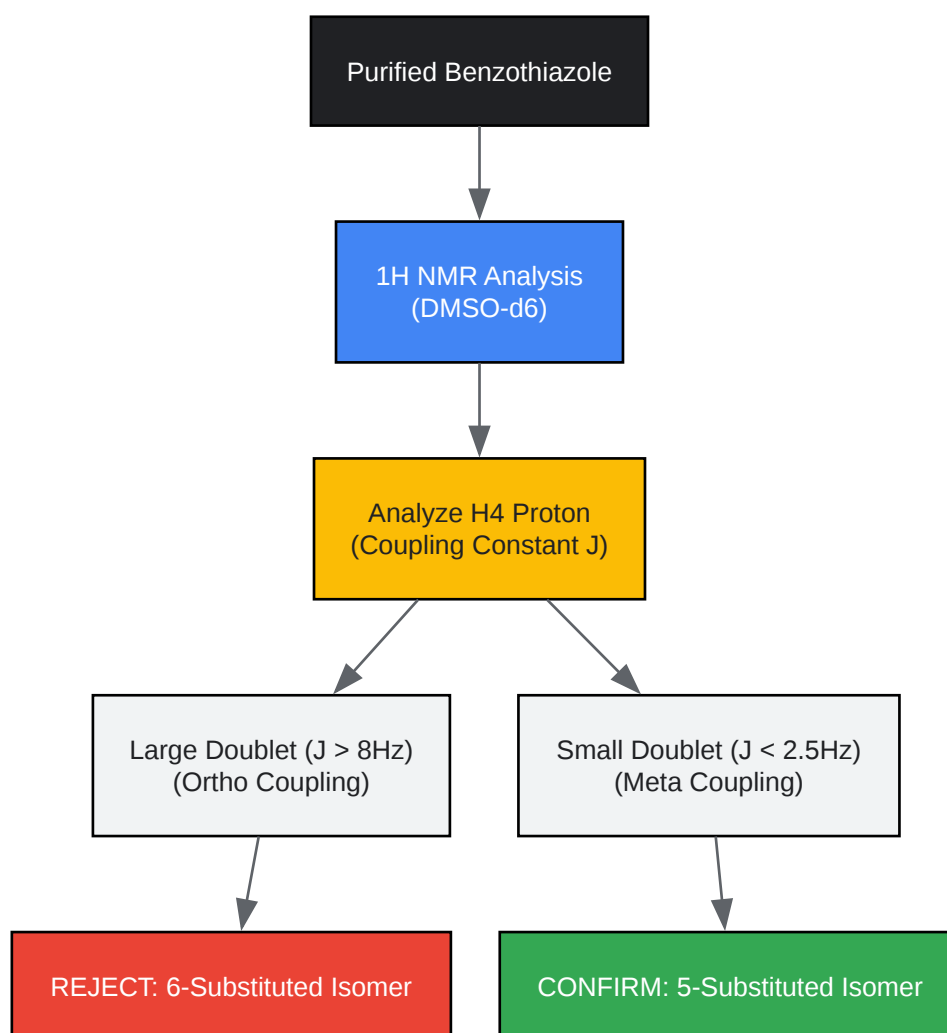 Purified Benzothiazole
1H NMR Analysis
(DMSO-d6)
Analyze H4 Proton
(Coupling Constant J)
Large Doublet (J > 8Hz)
(Ortho Coupling)
Small Doublet (J < 2.5Hz)
(Meta Coupling)
REJECT: 6-Substituted Isomer
CONFIRM: 5-Substituted Isomer